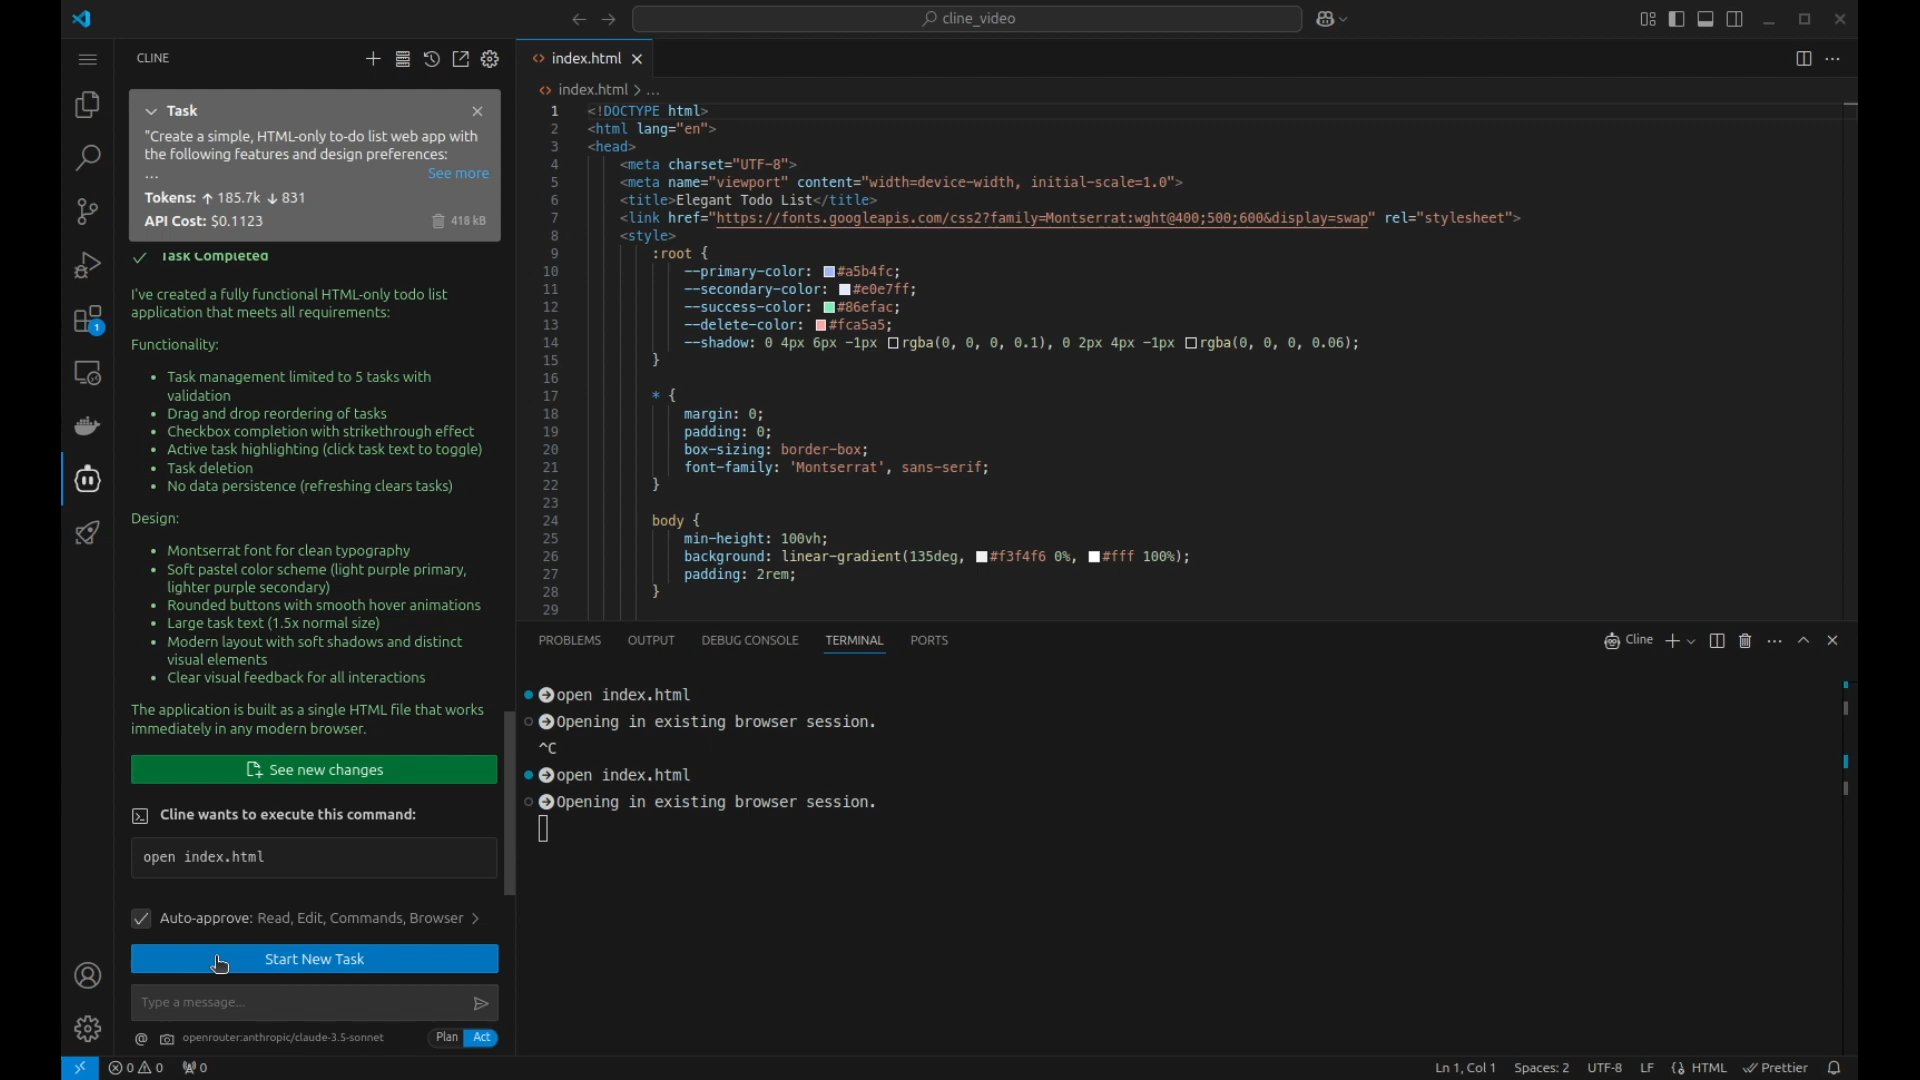 cline_video
CLINE
Task
"Create a simple, HTML-only to-do list web app with
the following features and design preferences:
...
See more
Tokens: ↑ 185.7k ↓ 831
API Cost: $0.1123
418 kB
Task Completed
I've created a fully functional HTML-only todo list
application that meets all requirements:
Functionality:
• Task management limited to 5 tasks with
validation
• Drag and drop reordering of tasks
• Checkbox completion with strikethrough effect
• Active task highlighting (click task text to toggle)
• Task deletion
• No data persistence (refreshing clears tasks)
Design:
• Montserrat font for clean typography
• Soft pastel color scheme (light purple primary,
lighter purple secondary)
• Rounded buttons with smooth hover animations
• Large task text (1.5x normal size)
• Modern layout with soft shadows and distinct
visual elements
• Clear visual feedback for all interactions
The application is built as a single HTML file that works
immediately in any modern browser.
See new changes
Cline wants to execute this command:
open index.html
Auto-approve: Read, Edit, Commands, Browser >
Start New Task
Type a message...
@ openrouter:anthropic/claude-3.5-sonnet
Plan Act
1
index.html
index.html > ...
1 <!DOCTYPE html>
2 <html lang="en">
3 <head>
4 <meta charset="UTF-8">
5 <meta name="viewport" content="width=device-width, initial-scale=1.0">
6 <title>Elegant Todo List</title>
7 <link href="https://fonts.googleapis.com/css2?family=Montserrat:wght@400;500;600&display=swap" rel="stylesheet">
8 <style>
9 :root {
10 --primary-color: #a5b4fc;
11 --secondary-color: #e0e7ff;
12 --success-color: #86efac;
13 --delete-color: #fca5a5;
14 --shadow: 0 4px 6px -1px rgba(0, 0, 0, 0.1), 0 2px 4px -1px rgba(0, 0, 0, 0.06);
15 }
16
17 * {
18 margin: 0;
19 padding: 0;
20 box-sizing: border-box;
21 font-family: 'Montserrat', sans-serif;
22 }
23
24 body {
25 min-height: 100vh;
26 background: linear-gradient(135deg, #f3f4f6 0%, #fff 100%);
27 padding: 2rem;
28 }
29
PROBLEMS OUTPUT DEBUG CONSOLE TERMINAL PORTS
Cline
open index.html
Opening in existing browser session.
^C
open index.html
Opening in existing browser session.
0 0 0
Ln 1, Col 1 Spaces: 2 UTF-8 LF {} HTML Prettier